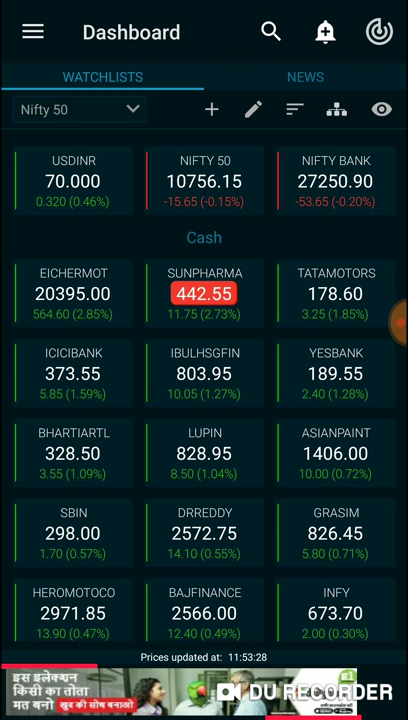 Dashboard
WATCHLISTS NEWS
Nifty 50
USDINR NIFTY 50 NIFTY BANK
70.000 10756.15 27250.90
0.320 (0.46%) -15.65 (-0.15%) -53.65 (-0.20%)
Cash
EICHERMOT SUNPHARMA TATAMOTORS
20395.00 442.55 178.60
564.60 (2.85%) 11.75 (2.73%) 3.25 (1.85%)
ICICIBANK IBULHSGFIN YESBANK
373.55 803.95 189.55
5.85 (1.59%) 10.05 (1.27%) 2.40 (1.28%)
BHARTIARTL LUPIN ASIANPAINT
328.50 828.95 1406.00
3.55 (1.09%) 8.50 (1.04%) 10.00 (0.72%)
SBIN DRREDDY GRASIM
298.00 2572.75 826.45
1.70 (0.57%) 14.10 (0.55%) 5.80 (0.71%)
HEROMOTOCO BAJFINANCE INFY
2971.85 2566.00 673.70
13.90 (0.47%) 12.40 (0.49%) 2.00 (0.30%)
Prices updated at: 11:53:28
इस इलेक्शन
किसी का तोता
मत बनो खुद की सोच बनाओ
DU RECORDER